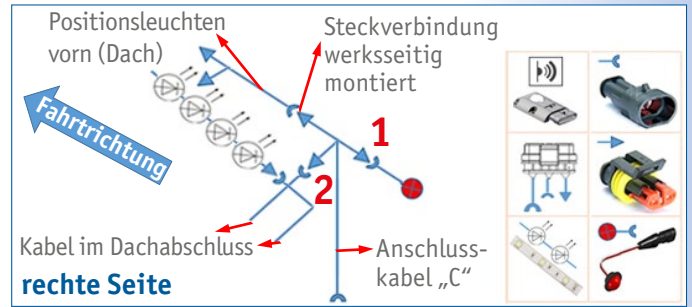 Positionsleuchten
vorn (Dach)
Steckverbindung
werksseitig
montiert
Fahrtrichtung
1
2
Kabel im Dachabschluss
rechte Seite
Anschluss-
kabel „C“